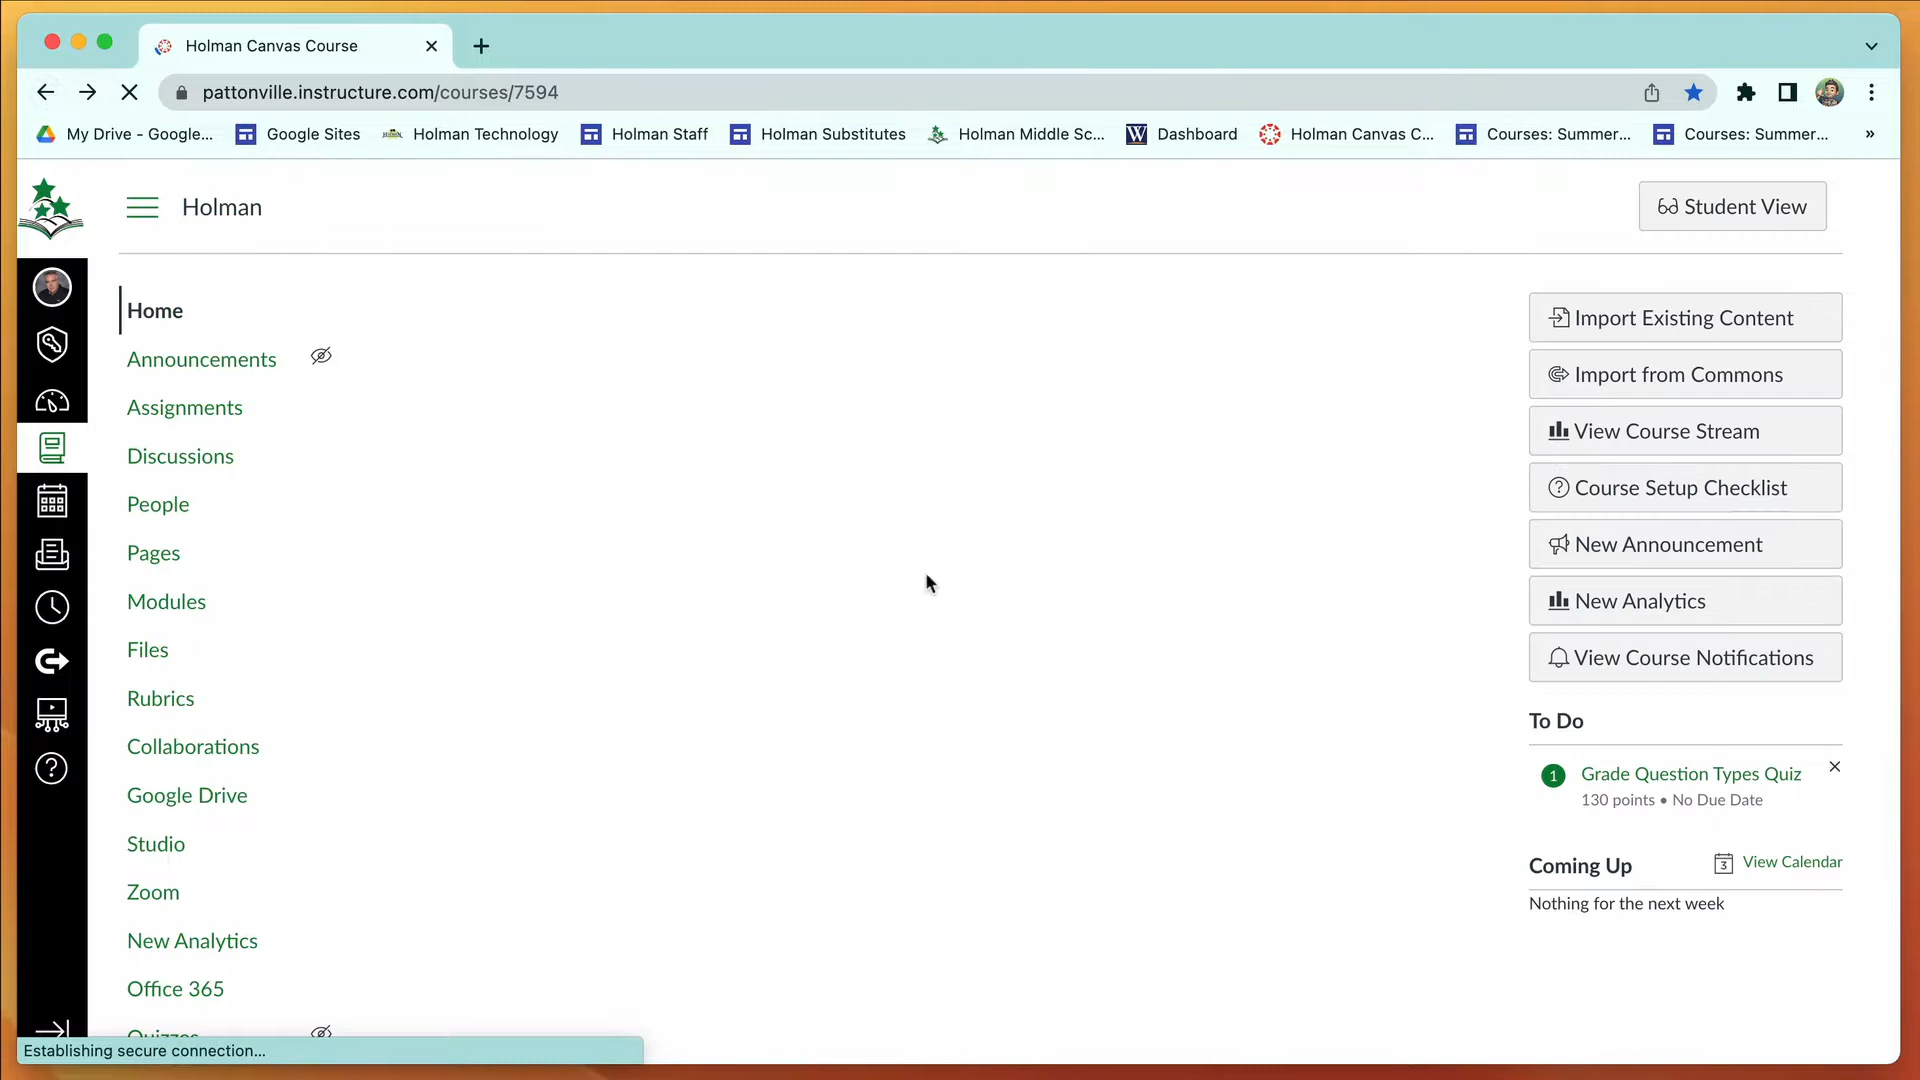 Holman Canvas Course
pattonville.instructure.com/courses/7594
My Drive - Google...
Google Sites
Holman Technology
Holman Staff
Holman Substitutes
Holman Middle Sc...
W
Dashboard
Holman Canvas C...
Courses: Summer...
Courses: Summer...
»
Holman
Student View
Home
Announcements
Assignments
Discussions
People
Pages
Modules
Files
Rubrics
Collaborations
Google Drive
Studio
Zoom
New Analytics
Office 365
Quizzes
Import Existing Content
Import from Commons
View Course Stream
Course Setup Checklist
New Announcement
New Analytics
View Course Notifications
To Do
1 Grade Question Types Quiz
130 points • No Due Date
Coming Up
3 View Calendar
Nothing for the next week
Establishing secure connection...